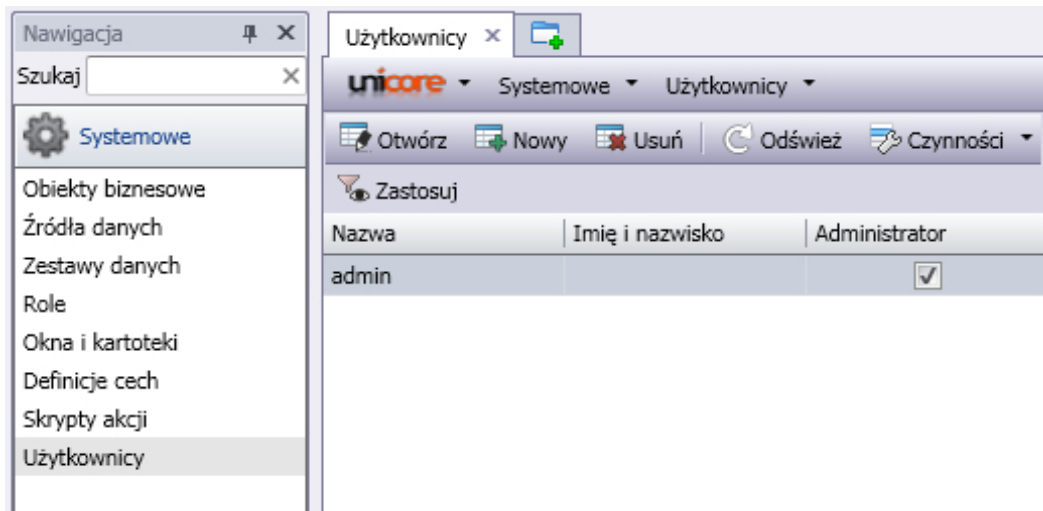 Nawigacja
Szukaj
Systemowe
Obiekty biznesowe
Źródła danych
Zestawy danych
Role
Okna i kartoteki
Definicje cech
Skrypty akcji
Użytkownicy
Użytkownicy
unicore Systemowe Użytkownicy
Otwórz Nowy Usuń Odśwież Czynności
Zastosuj
Nazwa Imię i nazwisko Administrator
admin